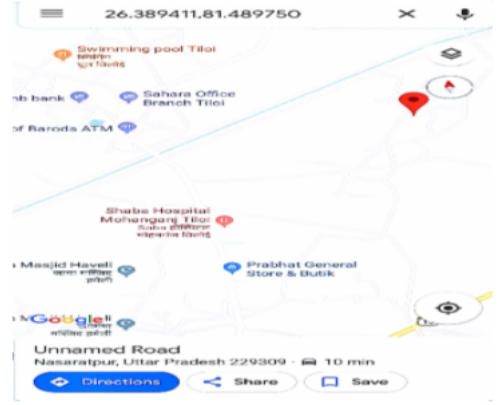 26.389411,81.489750
Swimming pool Tiloi
Sahara Office
Branch Tiloi
nb bank
of Baroda ATM
Shaba Hospital
Mohanganj Tiloi
Masjid Haveli
Prabhat General
Store & Butik
Google
Unnamed Road
Nasaratpur, Uttar Pradesh 229309 · 10 min
Directions
Share
Save